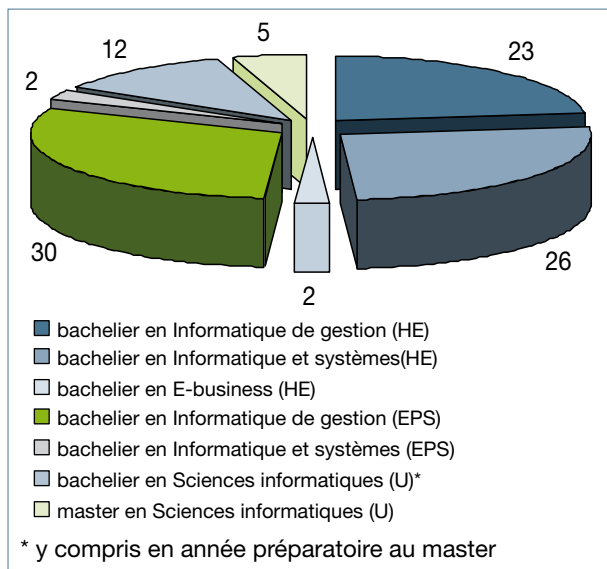 5
12
23
2
30
26
2
bachelier en Informatique de gestion (HE)
bachelier en Informatique et systèmes(HE)
bachelier en E-business (HE)
bachelier en Informatique de gestion (EPS)
bachelier en Informatique et systèmes (EPS)
bachelier en Sciences informatiques (U)*
master en Sciences informatiques (U)
* y compris en année préparatoire au master